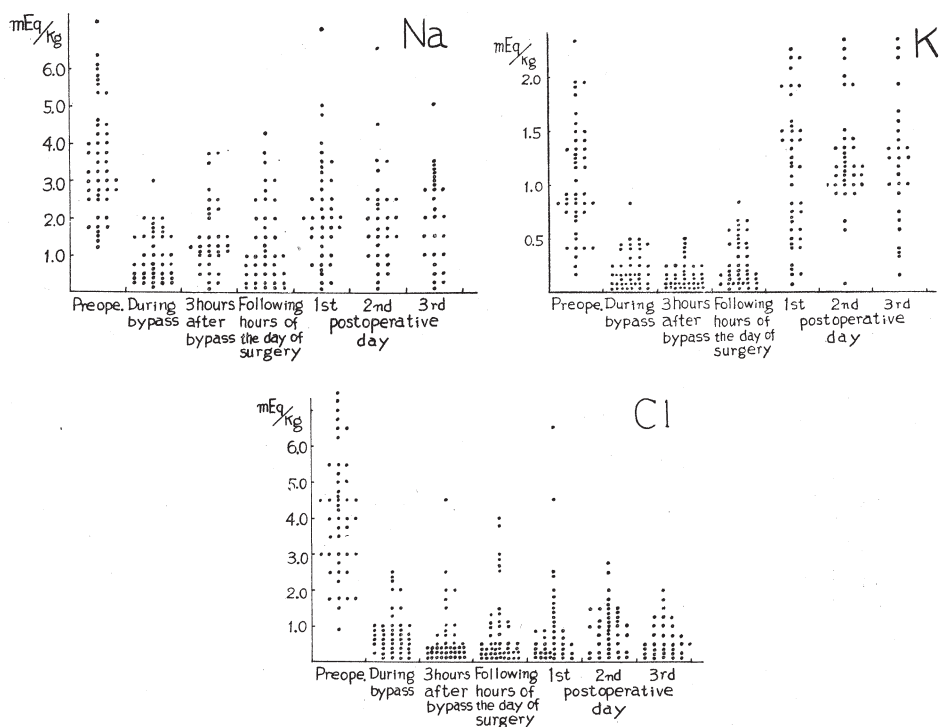 mEq/kg
Na
6.0
5.0
4.0
3.0
2.0
1.0
Preope. During bypass 3hours after bypass Following hours of the day of surgery 1st 2nd 3rd postoperative day
mEq/kg
K
2.0
1.5
1.0
0.5
Preope. During bypass 3hours after bypass Following hours of the day of surgery 1st 2nd 3rd postoperative day
mEq/kg
Cl
6.0
5.0
4.0
3.0
2.0
1.0
Preope. During bypass 3hours after bypass Following hours of the day of surgery 1st 2nd 3rd postoperative day